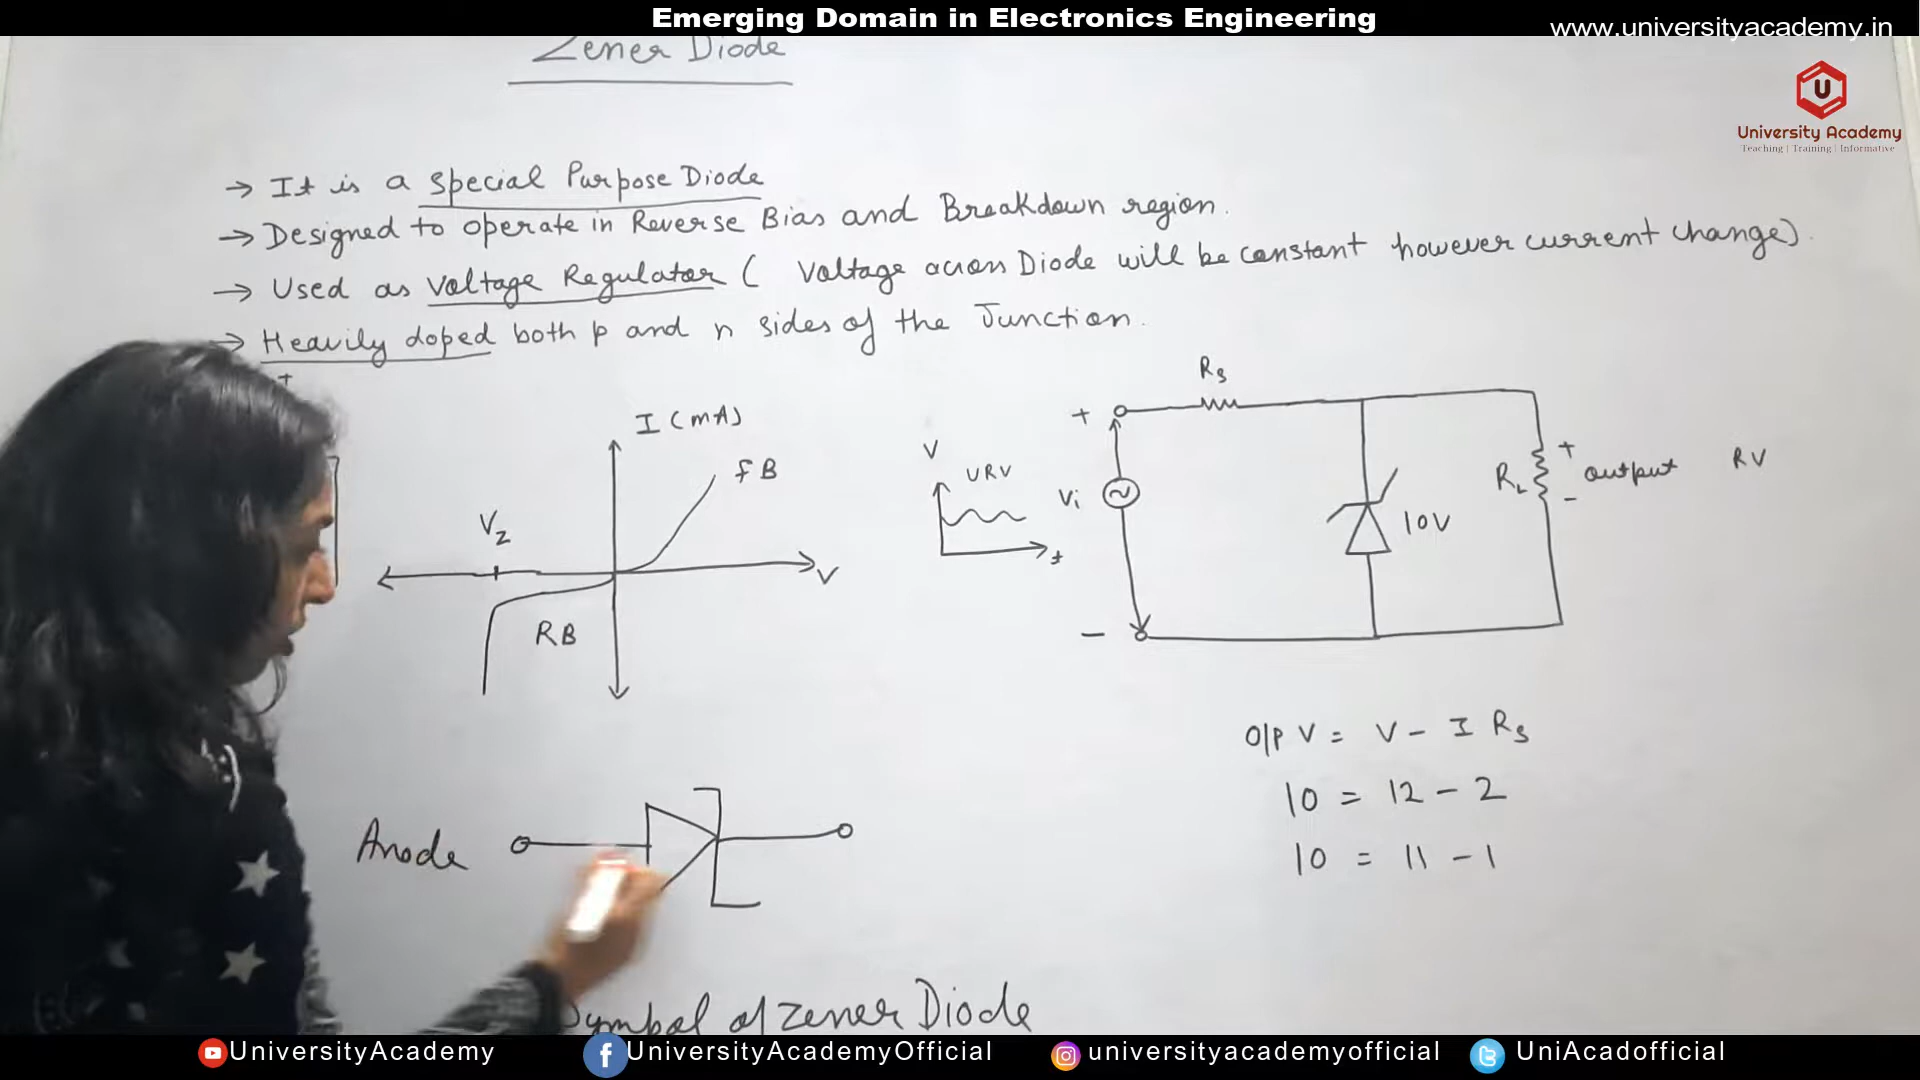 Emerging Domain in Electronics Engineering
www.universityacademy.in
U
University Academy
Teaching | Training | Informative
Zener Diode
→ It is a Special Purpose Diode
→ Designed to operate in Reverse Bias and Breakdown region.
→ Used as Voltage Regulator ( Voltage across Diode will be constant however current change).
→ Heavily doped both p and n sides of the Junction.
+
I (mA)
FB
VZ
V
RB
V
URV
t
+
Vi
−
RS
10V
RL
+
output
−
RV
O/P V = V − I RS
10 = 12 − 2
10 = 11 − 1
Anode
Symbol of Zener Diode
UniversityAcademy
UniversityAcademyOfficial
universityacademyofficial
UniAcadofficial